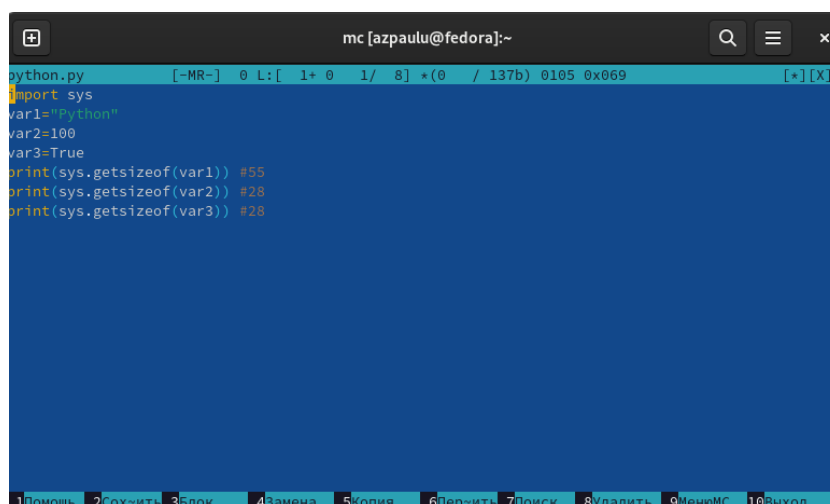 mc [azpaulu@fedora]:~
python.py [-MR-] 0 L:[ 1+ 0 1/ 8] *(0 / 137b) 0105 0x069 [*][X]
import sys
var1="Python"
var2=100
var3=True
print(sys.getsizeof(var1)) #55
print(sys.getsizeof(var2)) #28
print(sys.getsizeof(var3)) #28
1Помощь 2Сох~ить 3Блок 4Замена 5Копия 6Пер~ить 7Поиск 8Удалить 9МенюMC 10Выход